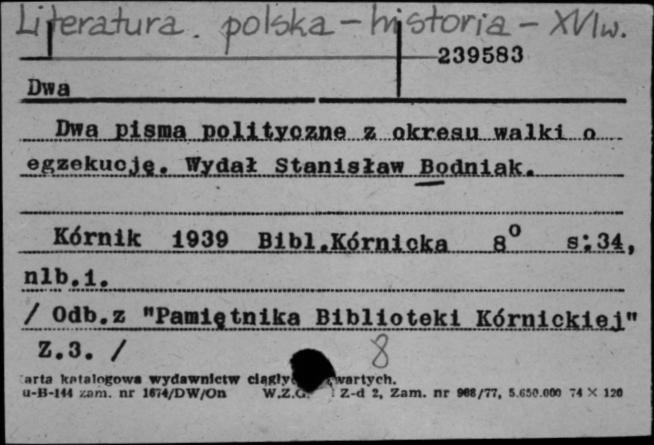 Literatura. polska - historia - XVIw.
239583
Dwa
Dwa pisma polityczne z okresu walki o
egzekucję. Wydał Stanisław Bodniak.
Kórnik 1939 Bibl.Kórnicka 8° s.34,
nlb.1.
/ Odb.z "Pamiętnika Biblioteki Kórnickiej"
Z.3. /
8
arta katalogowa wydawnictw ciągły wartych.
u-B-144 zam. nr 1674/DW/On W.Z.G. Z-d 2, Zam. nr 968/77, 5.650.000 74 × 120